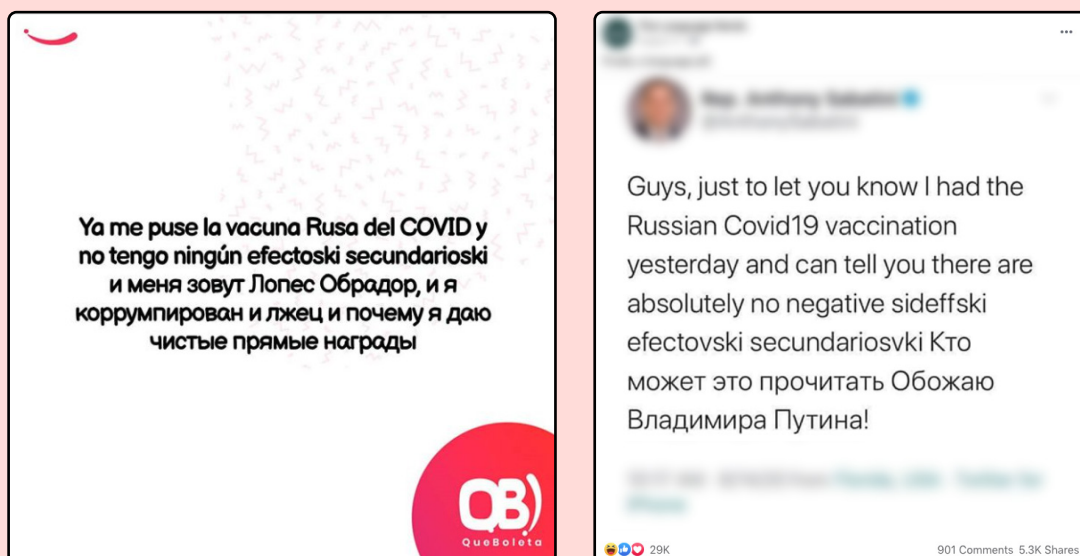 Ya me puse la vacuna Rusa del COVID y
no tengo ningún efectoski secundarioski
и меня зовут Лопес Обрадор, и я
коррумпирован и лжец и почему я даю
чистые прямые награды
QB)
QueBoleta
Guys, just to let you know I had the
Russian Covid19 vaccination
yesterday and can tell you there are
absolutely no negative sideffski
efectovski secundariosvki Кто
может это прочитать Обожаю
Владимира Путина!
29K
901 Comments 5.3K Shares